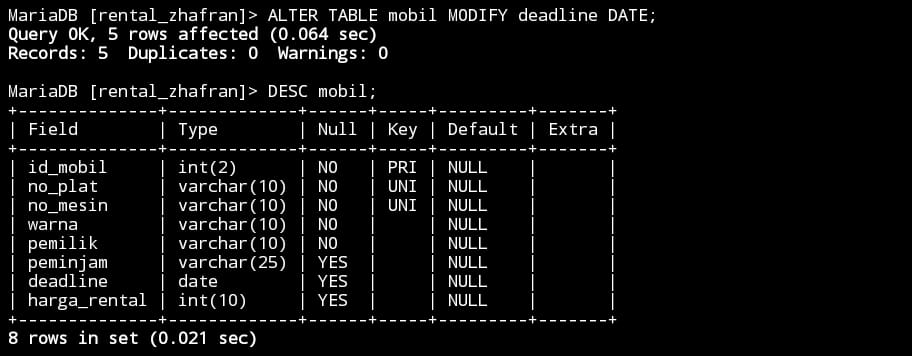 MariaDB [rental_zhafran]> ALTER TABLE mobil MODIFY deadline DATE;
Query OK, 5 rows affected (0.064 sec)
Records: 5  Duplicates: 0  Warnings: 0

MariaDB [rental_zhafran]> DESC mobil;
+--------------+-------------+------+-----+---------+-------+
| Field        | Type        | Null | Key | Default | Extra |
+--------------+-------------+------+-----+---------+-------+
| id_mobil     | int(2)      | NO   | PRI | NULL    |       |
| no_plat      | varchar(10) | NO   | UNI | NULL    |       |
| no_mesin     | varchar(10) | NO   | UNI | NULL    |       |
| warna        | varchar(10) | NO   |     | NULL    |       |
| pemilik      | varchar(10) | NO   |     | NULL    |       |
| peminjam     | varchar(25) | YES  |     | NULL    |       |
| deadline     | date        | YES  |     | NULL    |       |
| harga_rental | int(10)     | YES  |     | NULL    |       |
+--------------+-------------+------+-----+---------+-------+
8 rows in set (0.021 sec)